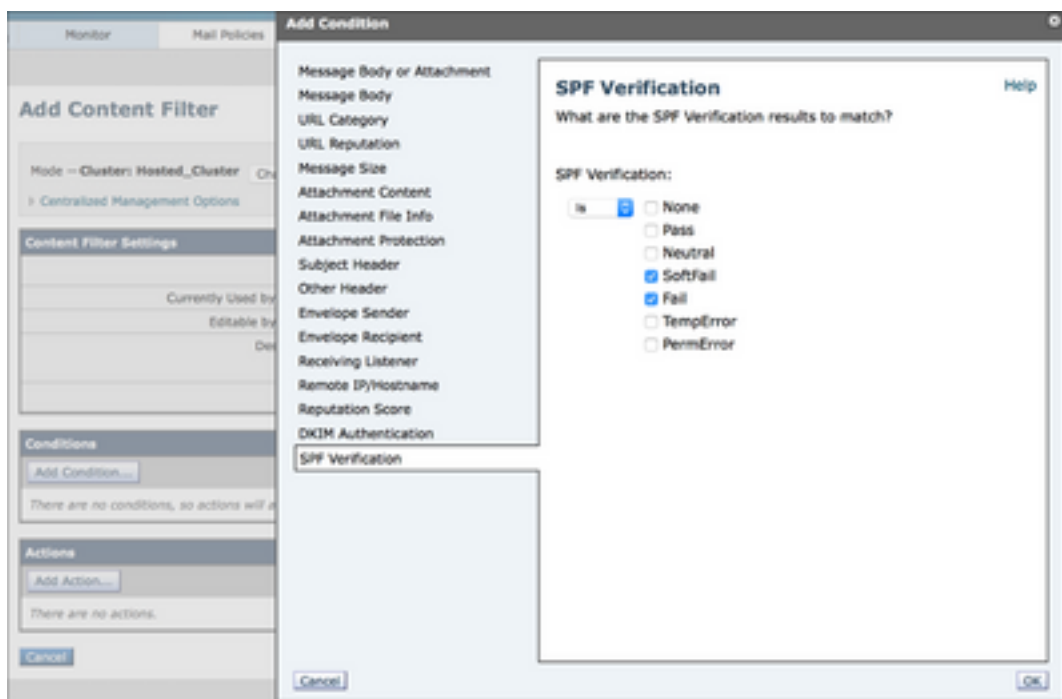 Monitor
Mail Policies
Add Content Filter
Mode — Cluster: Hosted_Cluster
Centralized Management Options
Content Filter Settings
Currently Used by
Editable by
Conditions
Add Condition...
There are no conditions, so actions will a
Actions
Add Action...
There are no actions.
Cancel
Add Condition
Message Body or Attachment
Message Body
URL Category
URL Reputation
Message Size
Attachment Content
Attachment File Info
Attachment Protection
Subject Header
Other Header
Envelope Sender
Envelope Recipient
Receiving Listener
Remote IP/Hostname
Reputation Score
DKIM Authentication
SPF Verification
SPF Verification
Help
What are the SPF Verification results to match?
SPF Verification:
Is
None
Pass
Neutral
SoftFail
Fail
TempError
PermError
Cancel
OK